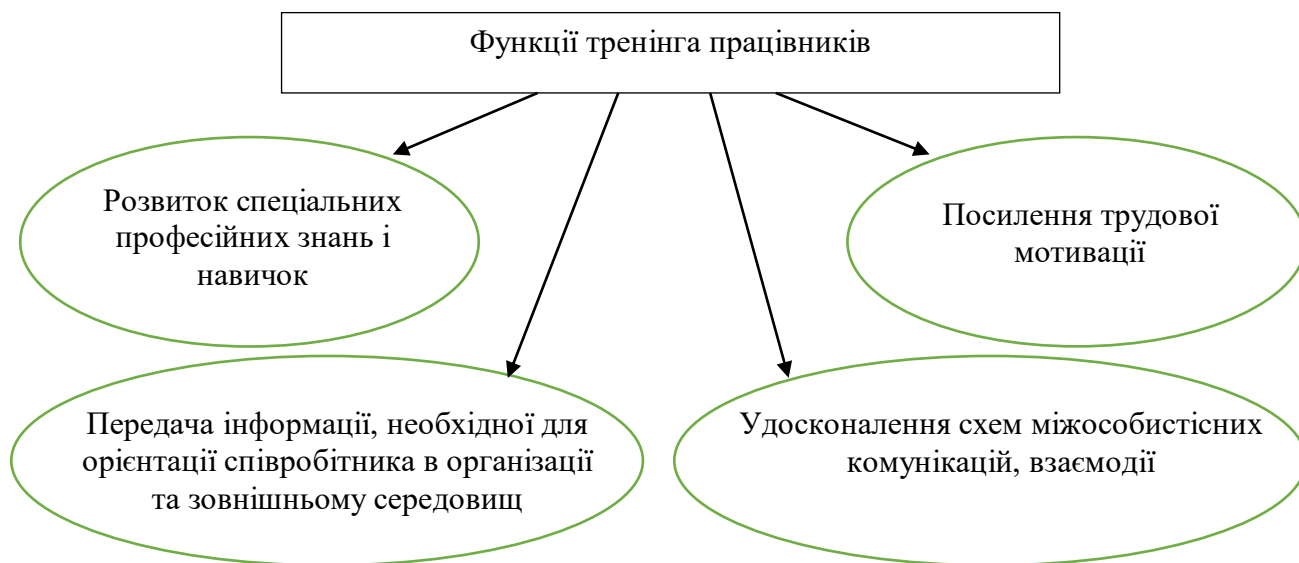 Функції тренінга працівників
Розвиток спеціальних
професійних знань і
навичок
Посилення трудової
мотивації
Передача інформації, необхідної для
орієнтації співробітника в організації
та зовнішньому середовищ
Удосконалення схем міжособистісних
комунікацій, взаємодії